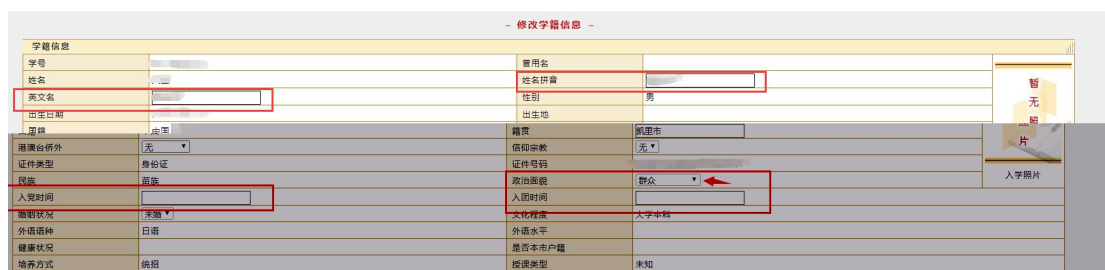 – 修改学籍信息 –
学籍信息
学号 曾用名
姓名 姓名拼音
英文名 性别 男
出生日期 出生地
籍贯 凯里市
港澳台侨外 无 信仰宗教 无
证件类型 身份证 证件号码
民族 苗族 政治面貌 群众
入党时间 入团时间
婚姻状况 未婚 文化程度 大学本科
外语语种 日语 外语水平
健康状况 是否本市户籍
培养方式 统招 授课类型 未知
暂
无
照
片
入学照片